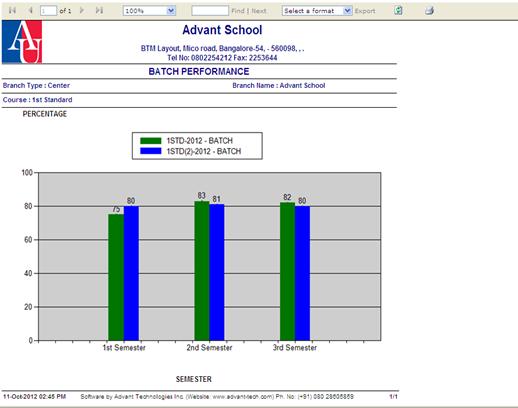 1 of 1 100% Find | Next Select a format Export
AU
Advant School
BTM Layout, Mico road, Bangalore-54, - 560098, , .
Tel No: 0802254212 Fax: 2253644
BATCH PERFORMANCE
Branch Type : Center Branch Name : Advant School
Course : 1st Standard
PERCENTAGE
1STD-2012 - BATCH
1STD(2)-2012 - BATCH
100
80
60
40
20
0
75 80 83 81 82 80
1st Semester 2nd Semester 3rd Semester
SEMESTER
11-Oct-2012 02:45 PM Software by Advant Technologies Inc. (Website: www.advant-tech.com) Ph. No: (+91) 080 28605859 1/1